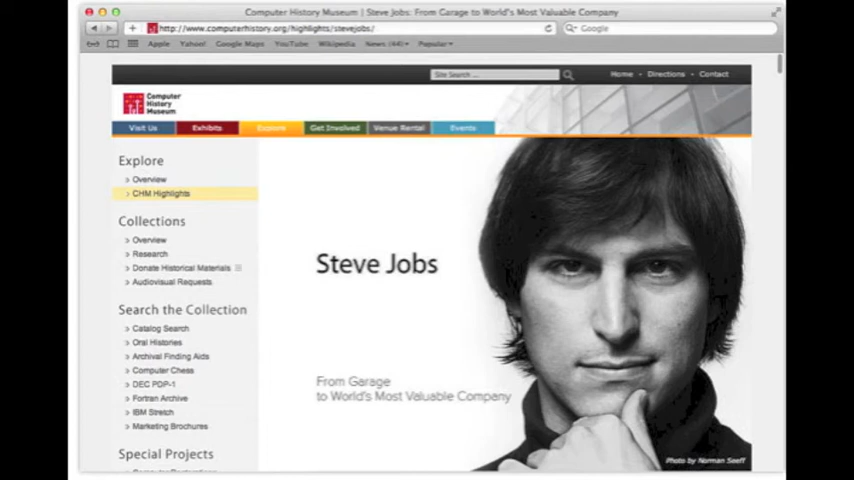 Computer History Museum | Steve Jobs: From Garage to World's Most Valuable Company
http://www.computerhistory.org/highlights/stevejobs/
Google
Apple Yahoo! Google Maps YouTube Wikipedia News (44) Popular
Site Search ...
Home • Directions • Contact
Computer
History
Museum
Visit Us Exhibits Explore Get Involved Venue Rental Events
Explore
Overview
CHM Highlights
Collections
Overview
Research
Donate Historical Materials
Audiovisual Requests
Search the Collection
Catalog Search
Oral Histories
Archival Finding Aids
Computer Chess
DEC PDP-1
Fortran Archive
IBM Stretch
Marketing Brochures
Special Projects
Steve Jobs
From Garage
to World's Most Valuable Company
Photo by Norman Seeff